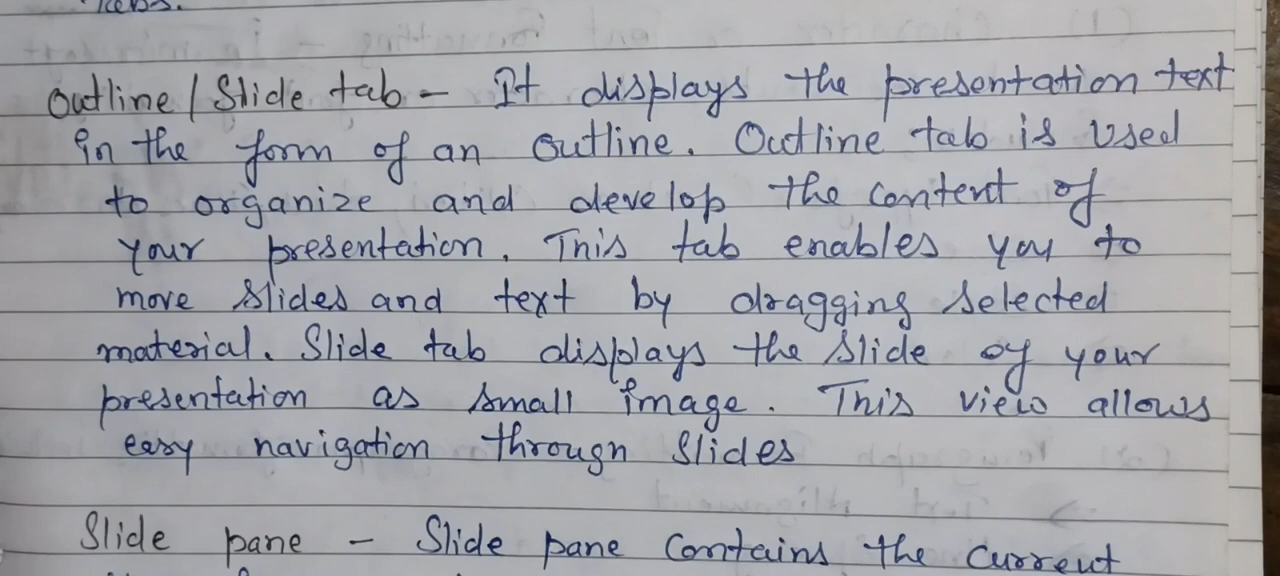 tabs.
Outline / Slide tab - It displays the presentation text
in the form of an outline. Outline tab is used
to organize and develop the content of
your presentation. This tab enables you to
move slides and text by dragging selected
material. Slide tab displays the slide of your
presentation as small image. This view allows
easy navigation through slides
Slide pane - Slide pane contains the current